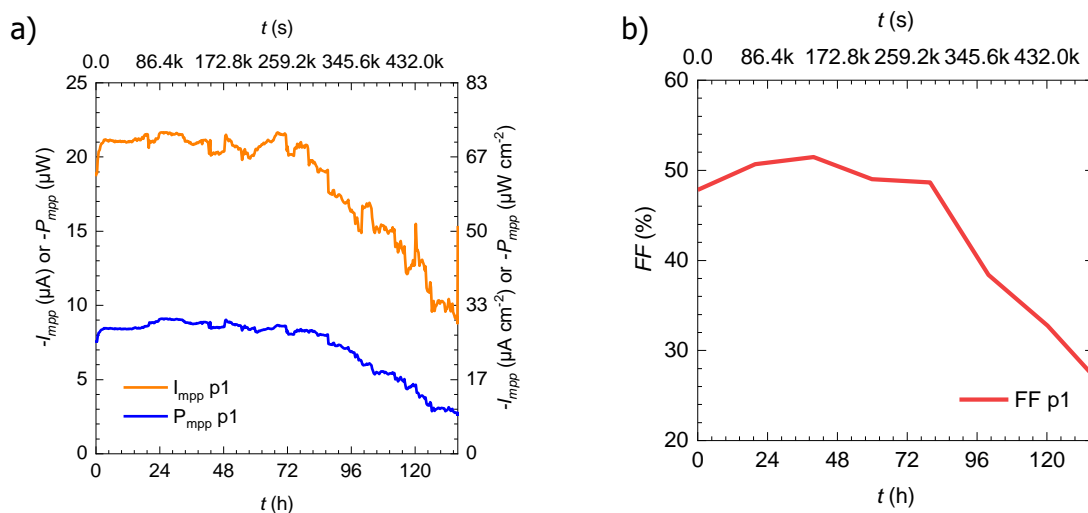 a)
t (s)
0.0 86.4k 172.8k 259.2k 345.6k 432.0k
25
20
15
10
5
0
-Impp (µA) or -Pmpp (µW)
83
67
50
33
17
0
-Impp (µA cm-2) or -Pmpp (µW cm-2)
Impp p1
Pmpp p1
0 24 48 72 96 120
t (h)
b)
t (s)
0.0 86.4k 172.8k 259.2k 345.6k 432.0k
60
50
40
30
20
FF (%)
FF p1
0 24 48 72 96 120
t (h)